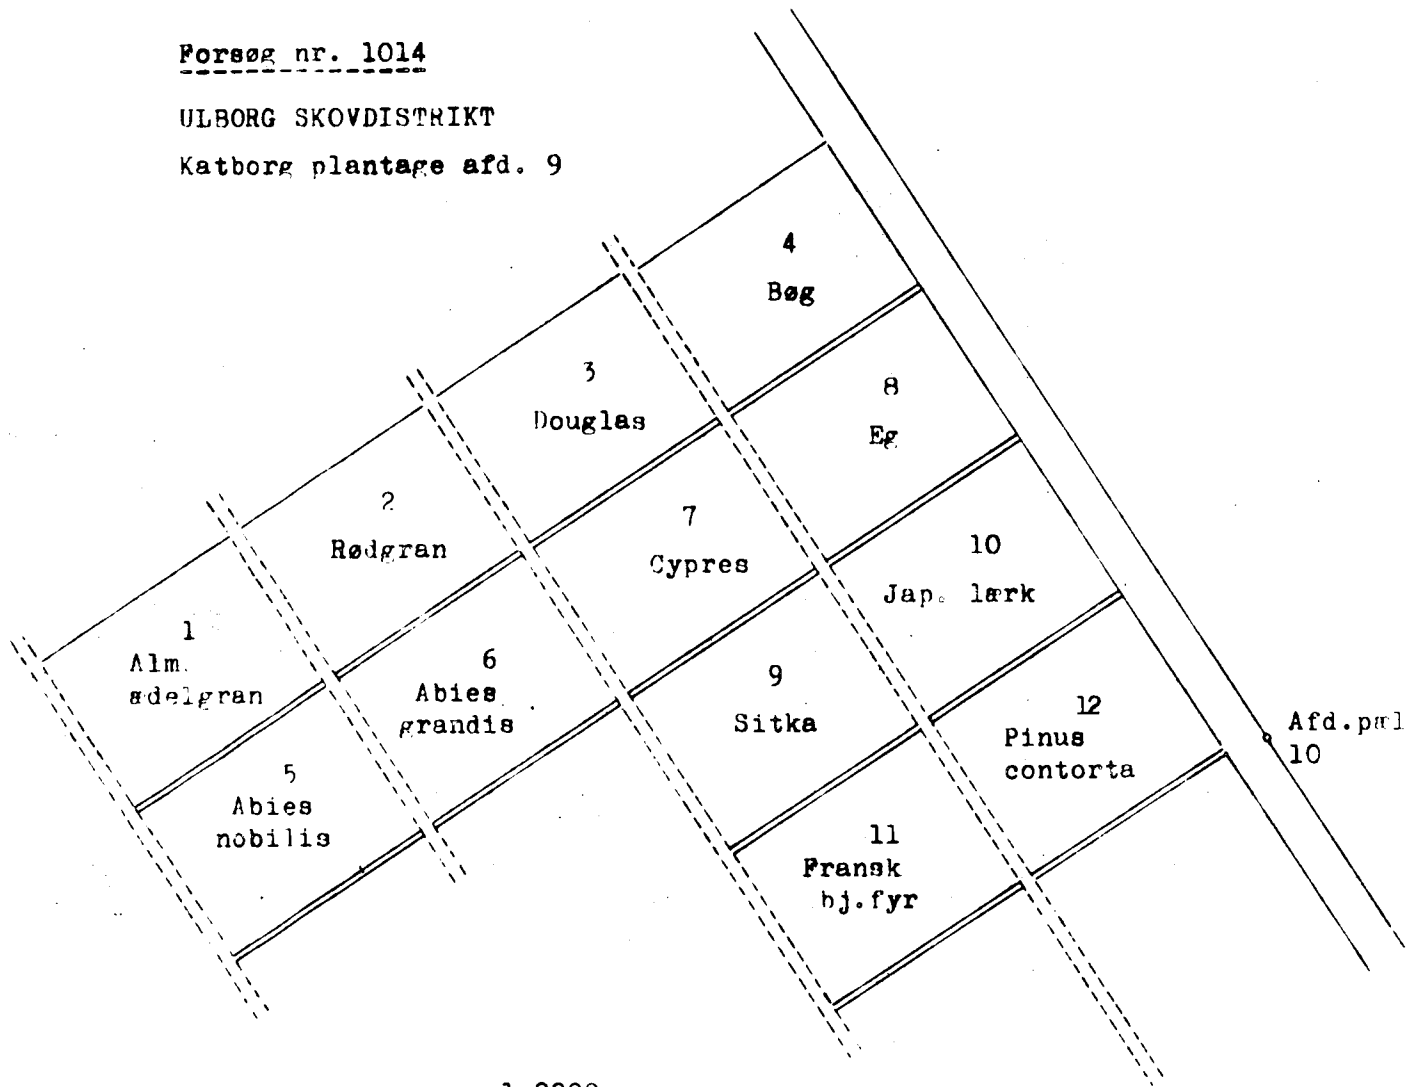 Forsøg nr. 1014
ULBORG SKOVDISTRIKT
Katborg plantage afd. 9
4
Bøg
3
Douglas
8
Eg
2
Rødgran
7
Cypres
10
Jap. lærk
1
Alm.
ædelgran
6
Abies
grandis
9
Sitka
12
Pinus
contorta
Afd.pæl
10
5
Abies
nobilis
11
Fransk
bj.fyr